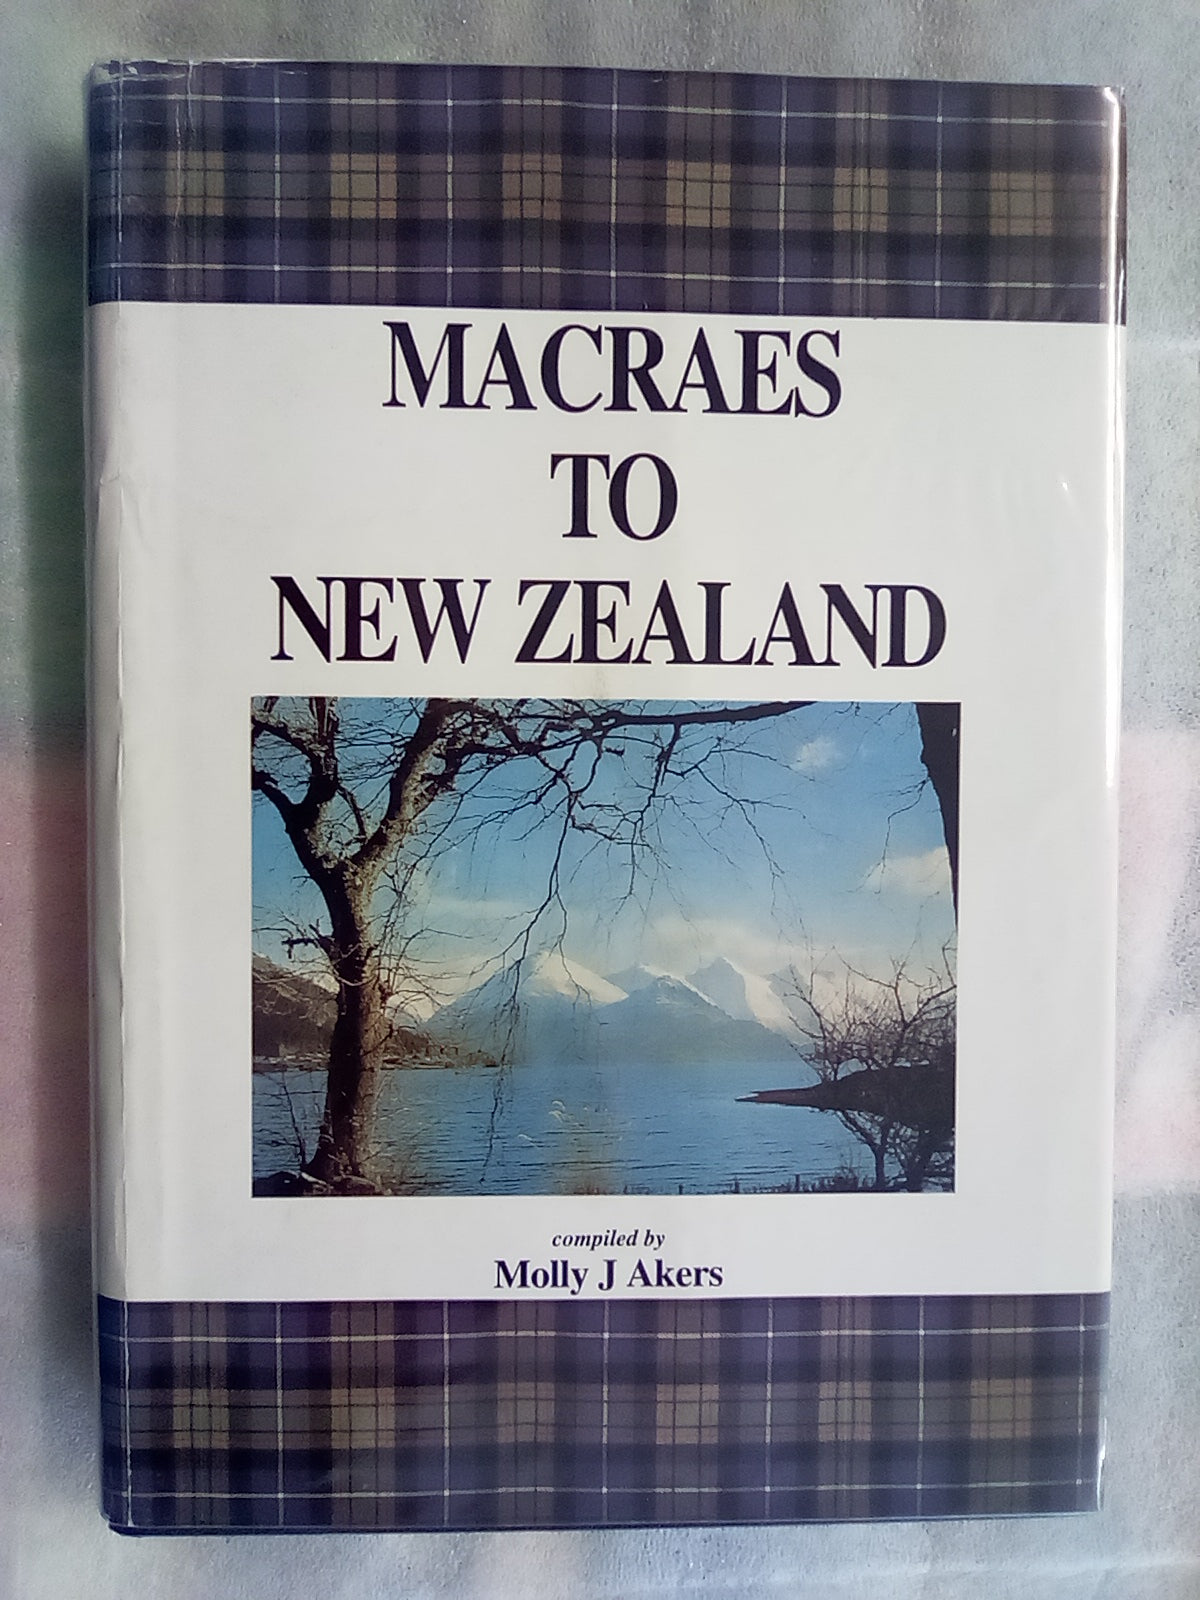 MACRAES
TO
NEW ZEALAND
compiled by
Molly J Akers